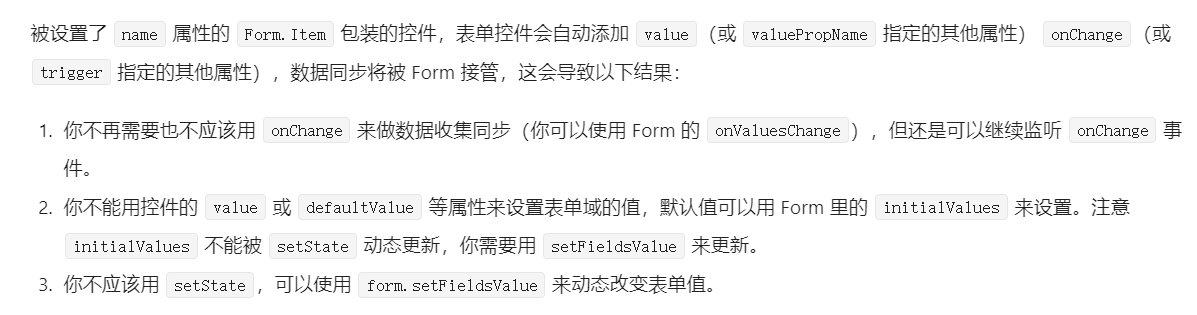 被设置了 name 属性的 Form.Item 包装的控件，表单控件会自动添加 value（或 valuePropName 指定的其他属性） onChange（或
trigger 指定的其他属性），数据同步将被 Form 接管，这会导致以下结果：
1. 你不再需要也不应该用 onChange 来做数据收集同步（你可以使用 Form 的 onValuesChange），但还是可以继续监听 onChange 事
件。
2. 你不能用控件的 value 或 defaultValue 等属性来设置表单域的值，默认值可以用 Form 里的 initialValues 来设置。注意
initialValues 不能被 setState 动态更新，你需要用 setFieldsValue 来更新。
3. 你不应该用 setState，可以使用 form.setFieldsValue 来动态改变表单值。